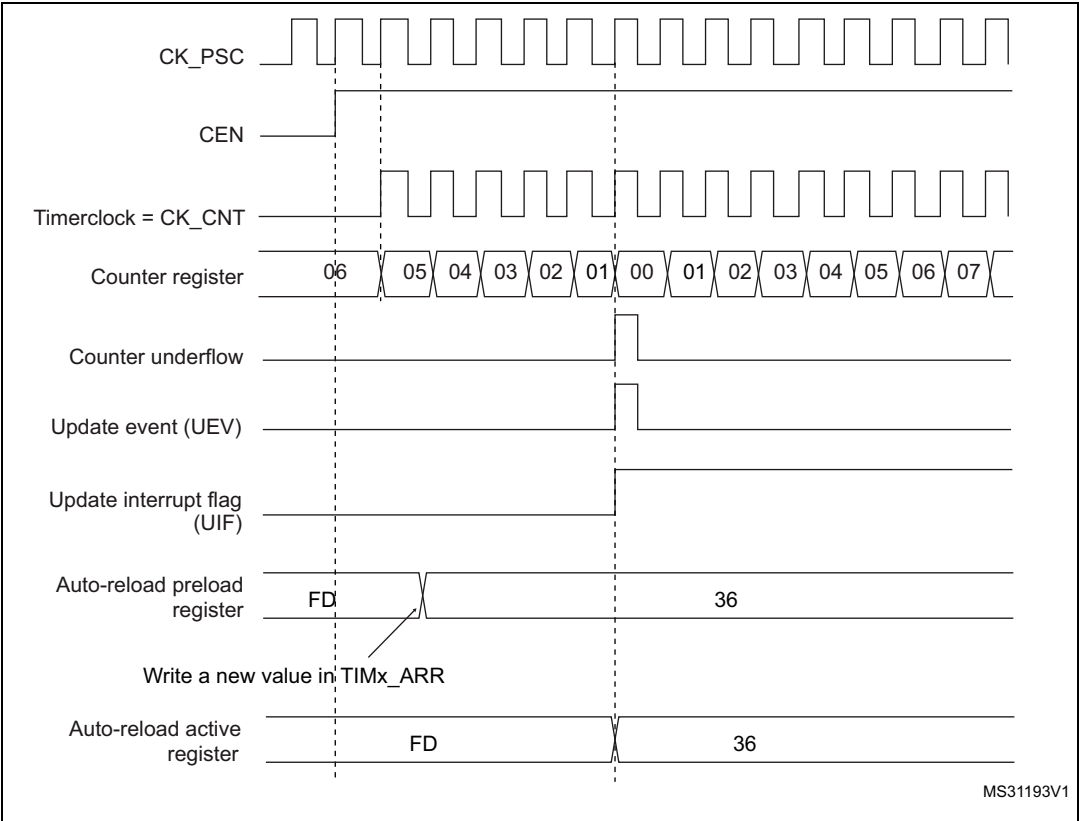 CK_PSC
CEN
Timerclock = CK_CNT
Counter register
06 05 04 03 02 01 00 01 02 03 04 05 06 07
Counter underflow
Update event (UEV)
Update interrupt flag
(UIF)
Auto-reload preload
register
FD 36
Write a new value in TIMx_ARR
Auto-reload active
register
FD 36
MS31193V1